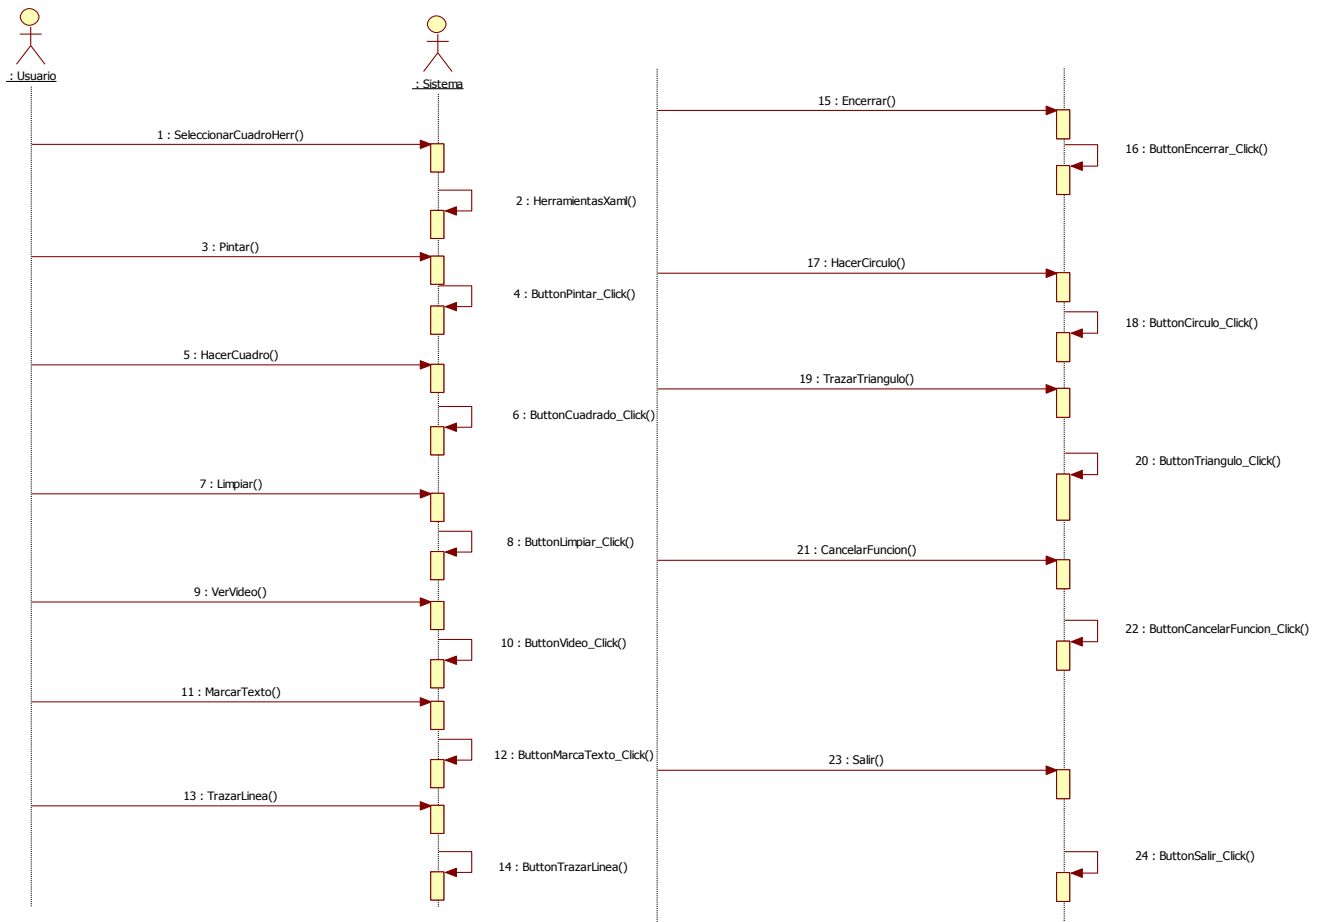 : Usuario
: Sistema
1 : SeleccionarCuadroHerr()
2 : HerramientasXaml()
3 : Pintar()
4 : ButtonPintar_Click()
5 : HacerCuadro()
6 : ButtonCuadrado_Click()
7 : Limpiar()
8 : ButtonLimpiar_Click()
9 : VerVideo()
10 : ButtonVideo_Click()
11 : MarcarTexto()
12 : ButtonMarcaTexto_Click()
13 : TrazarLinea()
14 : ButtonTrazarLinea()
15 : Encerrar()
16 : ButtonEncerrar_Click()
17 : HacerCirculo()
18 : ButtonCirculo_Click()
19 : TrazarTriangulo()
20 : ButtonTriangulo_Click()
21 : CancelarFuncion()
22 : ButtonCancelarFuncion_Click()
23 : Salir()
24 : ButtonSalir_Click()